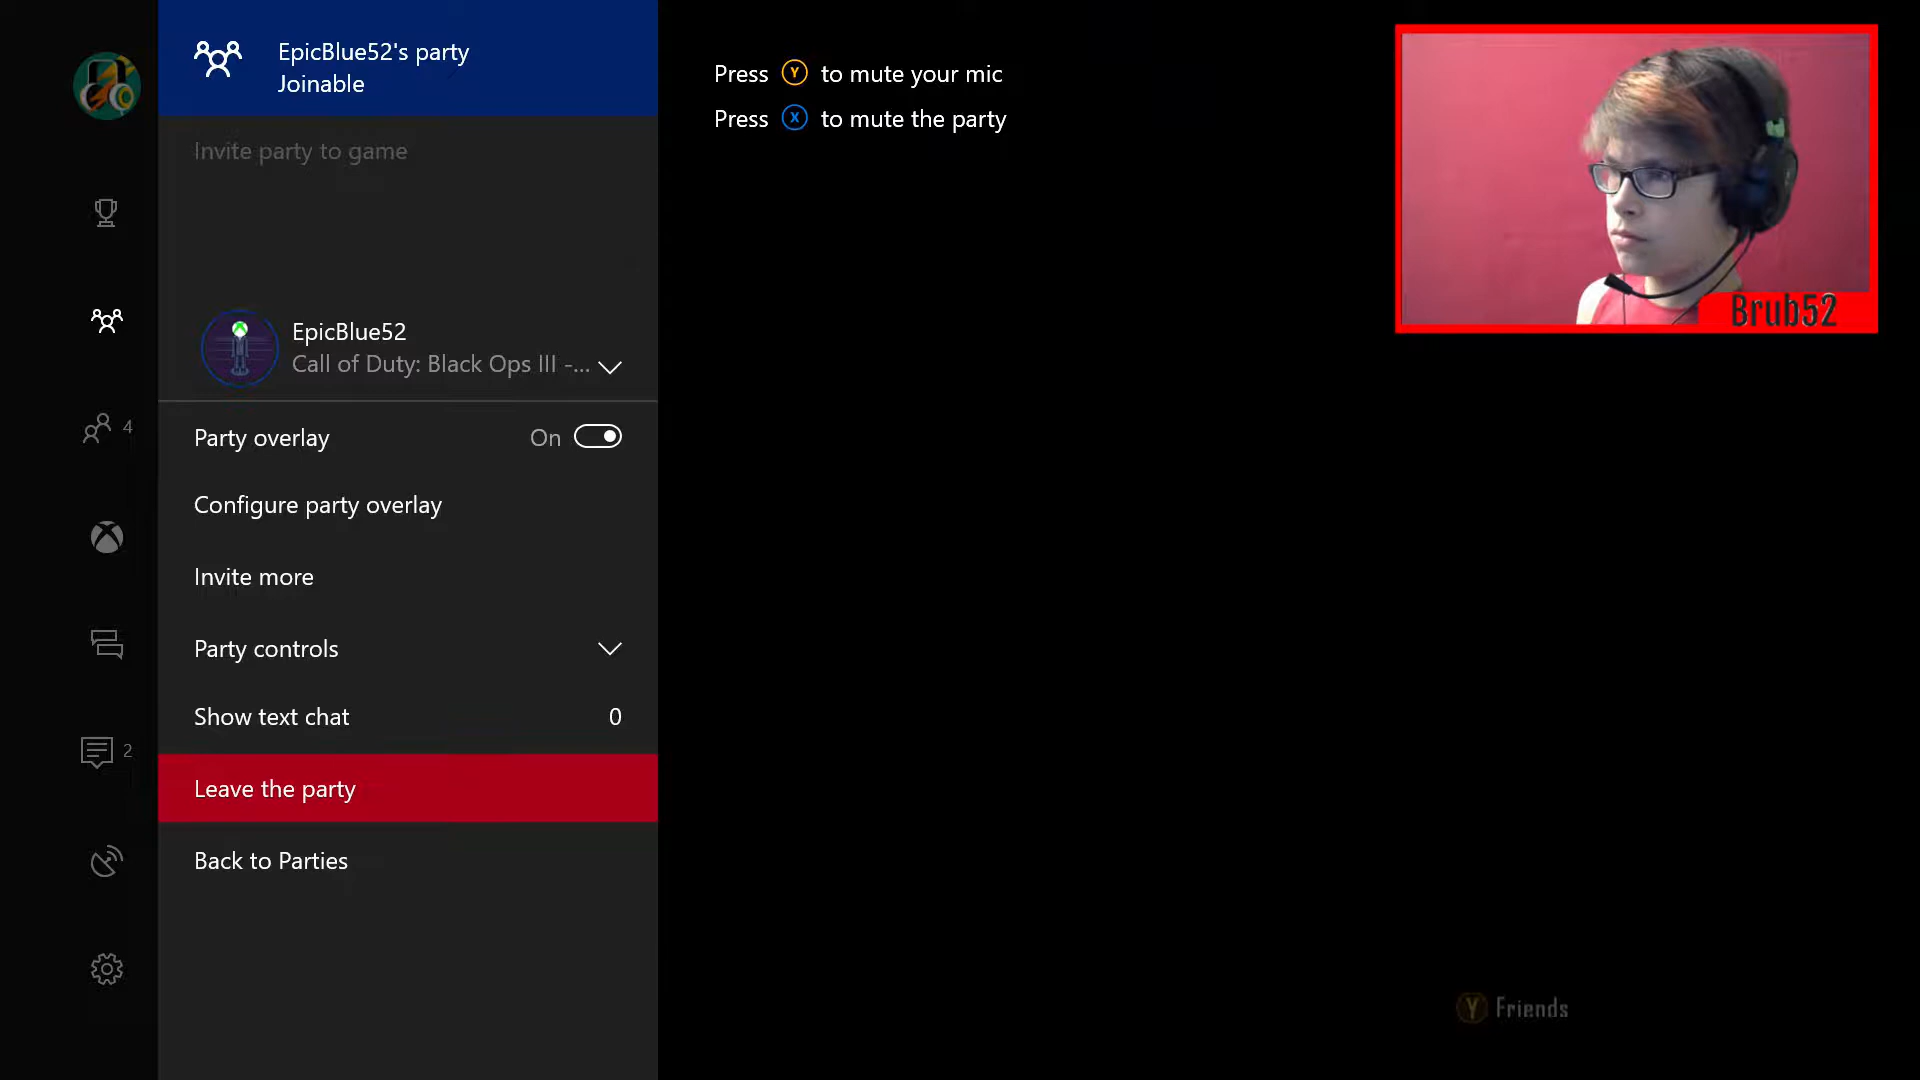 EpicBlue52's party
Joinable
Invite party to game
EpicBlue52
Call of Duty: Black Ops III -...
Party overlay On
Configure party overlay
Invite more
Party controls
Show text chat 0
Leave the party
Back to Parties
4
2
Press Y to mute your mic
Press X to mute the party
Brub52
Y Friends